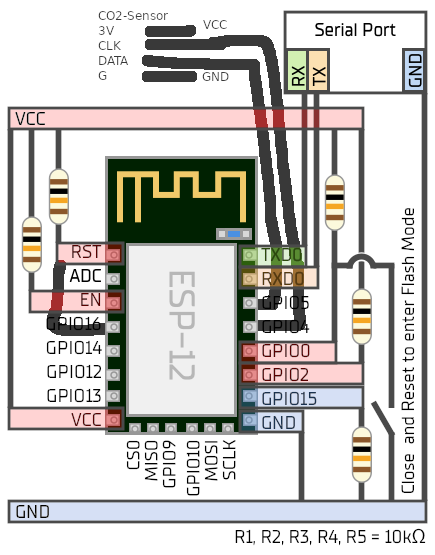 CO2-Sensor
3V
VCC
CLK
DATA
G
GND
Serial Port
RX
TX
GND
VCC
RST
ADC
EN
GPIO16
GPIO14
GPIO12
GPIO13
VCC
ESP-12
TXD0
RXD0
GPIO5
GPIO4
GPIO0
GPIO2
GPIO15
GND
CS0
MISO
GPIO9
GPIO10
MOSI
SCLK
Close and Reset to enter Flash Mode
GND
R1, R2, R3, R4, R5 = 10kΩ